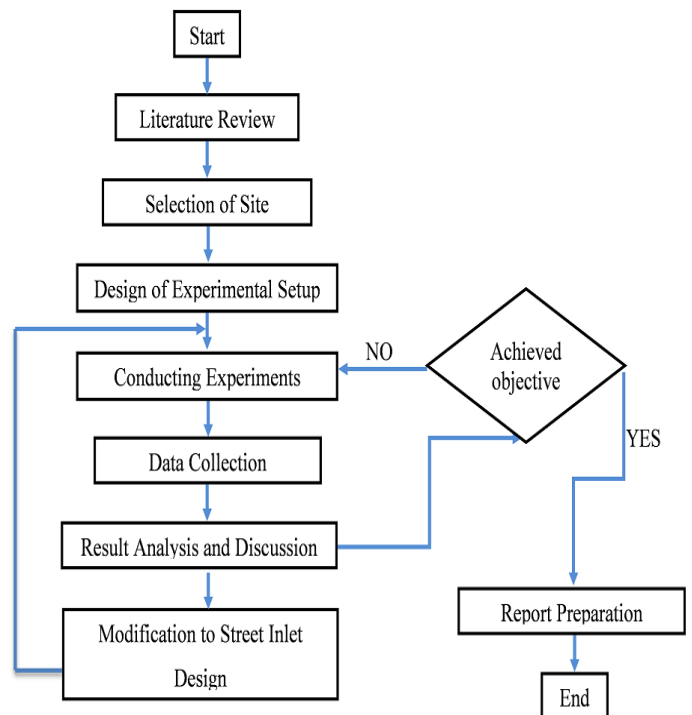 Start
Literature Review
Selection of Site
Design of Experimental Setup
Conducting Experiments
Data Collection
Result Analysis and Discussion
Modification to Street Inlet
Design
NO
Achieved
objective
YES
Report Preparation
End